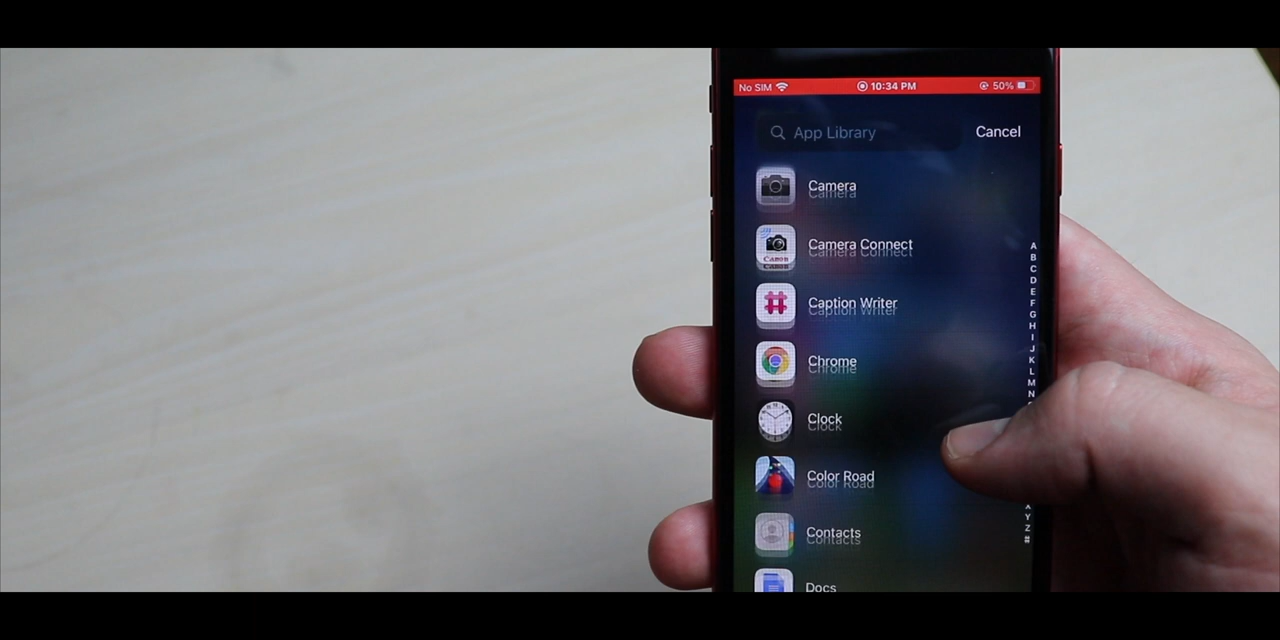 No SIM 10:34 PM 50%
App Library Cancel
Camera
Camera Connect
Canon
Caption Writer
Chrome
Clock
Color Road
Contacts
Docs
A
B
C
D
E
F
G
H
I
J
K
L
M
N
X
Y
Z
#